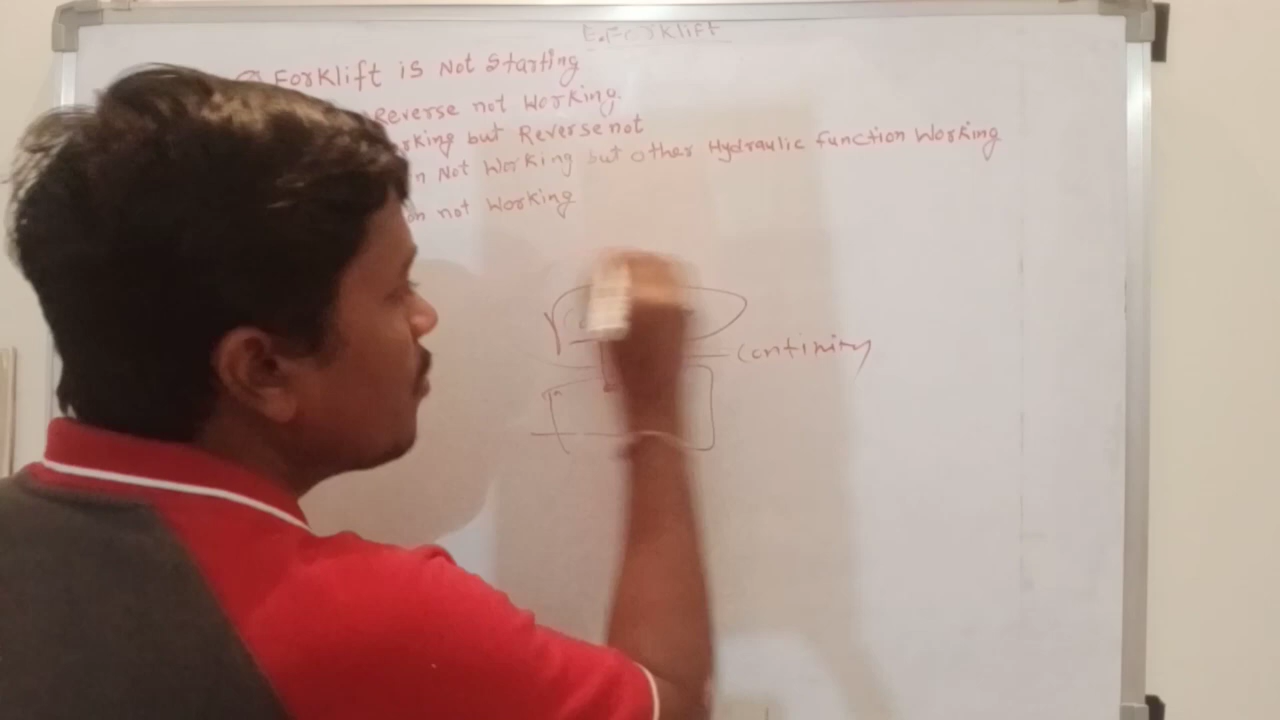 E.Forklift
Forklift is Not Starting
Reverse not Working.
rking but Reverse not
n Not Working but other Hydraulic function Working
on not Working
Continity